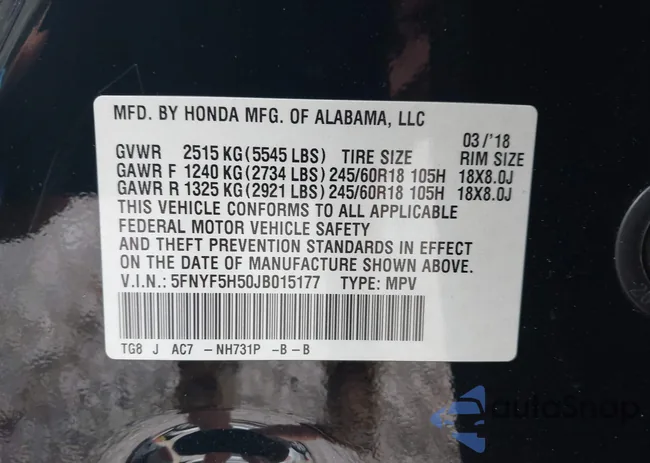 MFD. BY HONDA MFG. OF ALABAMA, LLC
03/'18
GVWR 2515 KG (5545 LBS) TIRE SIZE RIM SIZE
GAWR F 1240 KG (2734 LBS) 245/60R18 105H 18X8.0J
GAWR R 1325 KG (2921 LBS) 245/60R18 105H 18X8.0J
THIS VEHICLE CONFORMS TO ALL APPLICABLE
FEDERAL MOTOR VEHICLE SAFETY
AND THEFT PREVENTION STANDARDS IN EFFECT
ON THE DATE OF MANUFACTURE SHOWN ABOVE.
V.I.N.: 5FNYF5H50JB015177 TYPE: MPV
TG8 J AC7 -NH731P -B -B
autoSnap